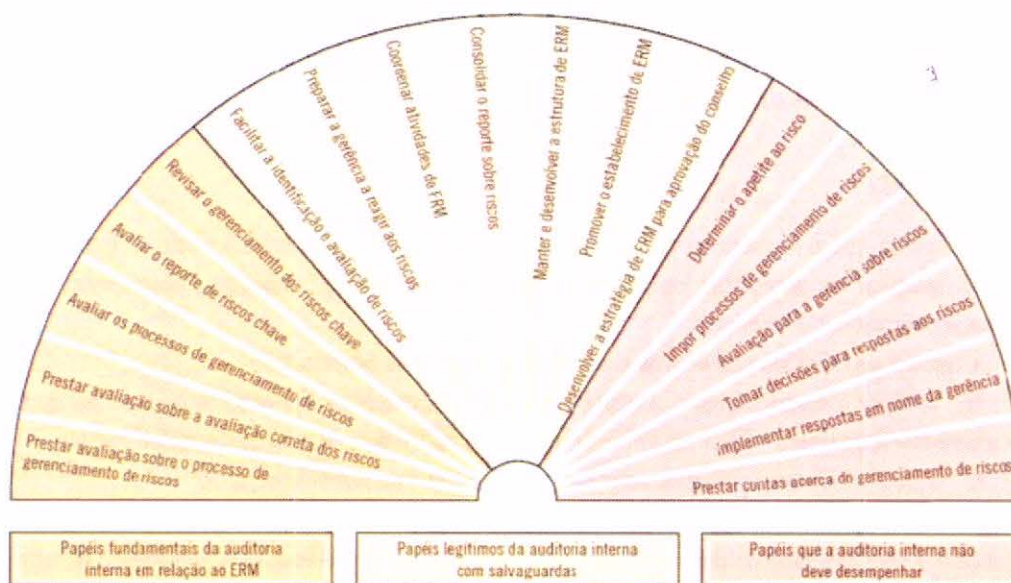 Prestar avaliação sobre o processo de
gerenciamento de riscos
Prestar avaliação sobre a avaliação correta dos riscos
Avaliar os processos de gerenciamento de riscos
Avaliar o reporte de riscos chave
Revisar o gerenciamento dos riscos chave
Facilitar a identificação e avaliação de riscos
Preparar a gerência a reagir aos riscos
Coordenar atividades de ERM
Consolidar o reporte sobre riscos
Manter e desenvolver a estrutura de ERM
Promover o estabelecimento de ERM
Desenvolver a estratégia de ERM para aprovação do conselho
Determinar o apetite ao risco
Impor processos de gerenciamento de riscos
Avaliação para a gerência sobre riscos
Tomar decisões para respostas aos riscos
implementar respostas em nome da gerência
Prestar contas acerca do gerenciamento de riscos
Papéis fundamentais da auditoria
interna em relação ao ERM
Papéis legítimos da auditoria interna
com salvaguardas
Papéis que a auditoria interna não
deve desempenhar